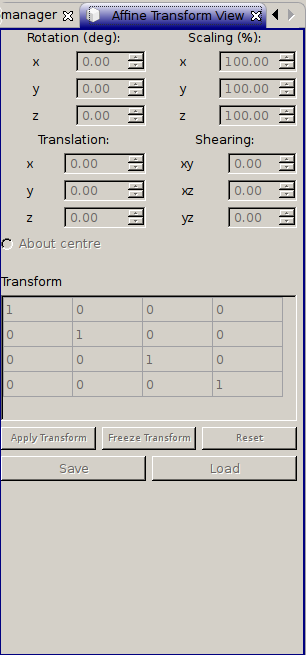 manager Affine Transform View
Rotation (deg): Scaling (%):
x 0.00 x 100.00
y 0.00 y 100.00
z 0.00 z 100.00
Translation: Shearing:
x 0.00 xy 0.00
y 0.00 xz 0.00
z 0.00 yz 0.00
About centre
Transform
1 0 0 0
0 1 0 0
0 0 1 0
0 0 0 1
Apply Transform Freeze Transform Reset
Save Load